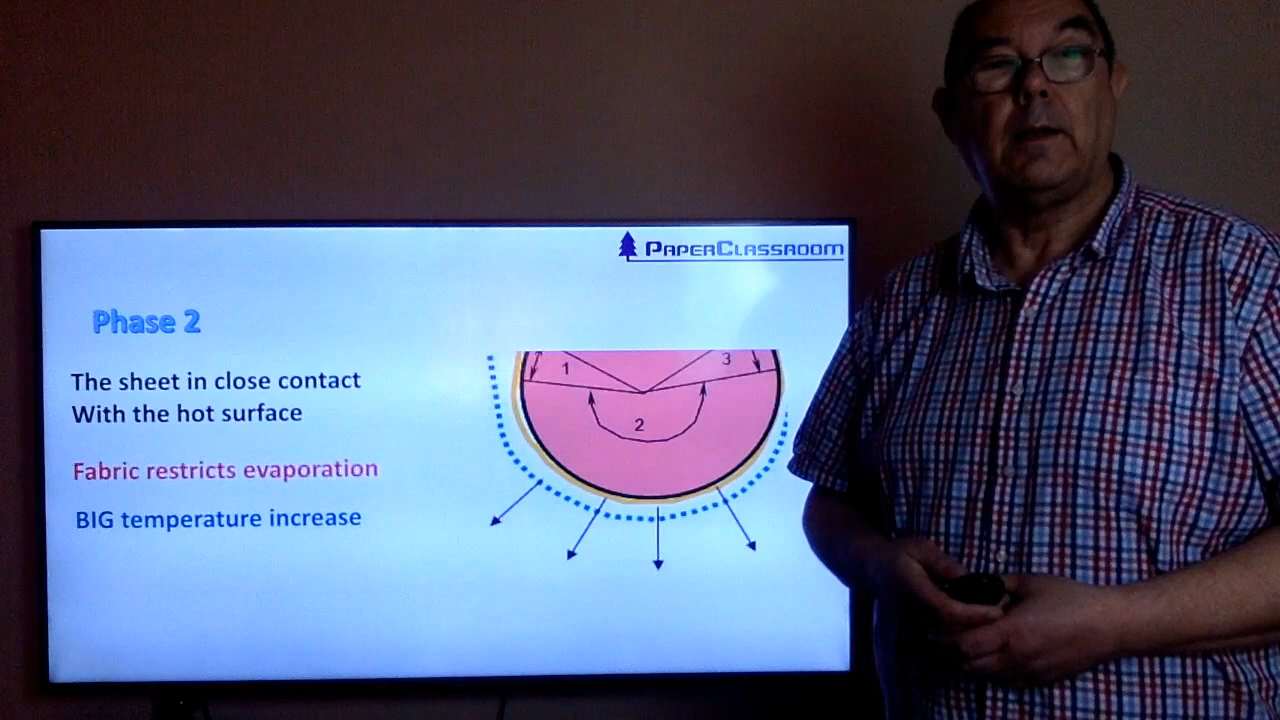 PAPERCLASSROOM
Phase 2
The sheet in close contact
With the hot surface
Fabric restricts evaporation
BIG temperature increase
1
3
2